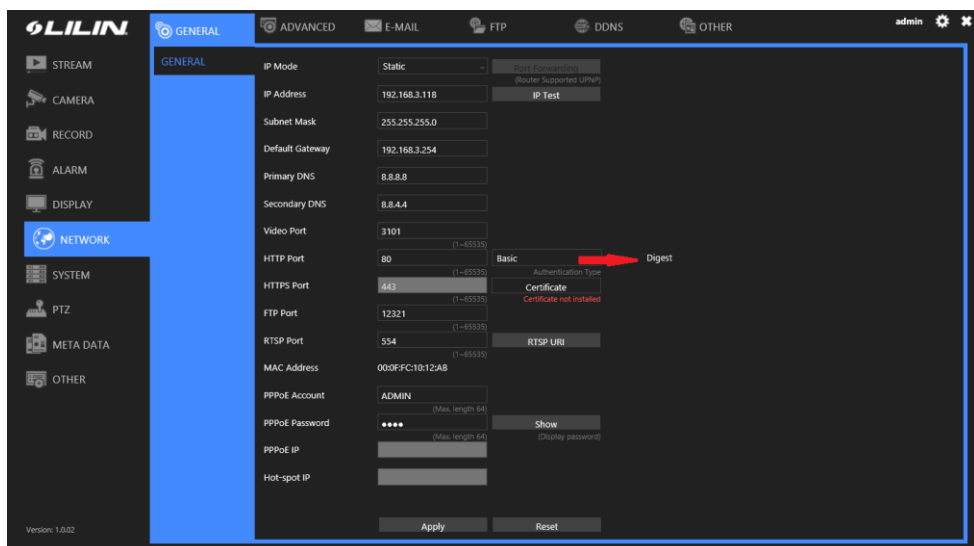 LILIN
GENERAL ADVANCED E-MAIL FTP DDNS OTHER admin
STREAM
CAMERA
RECORD
ALARM
DISPLAY
NETWORK
SYSTEM
PTZ
META DATA
OTHER
Version: 1.0.02
GENERAL
IP Mode Static Port Forwarding
(Router Supported UPNP)
IP Address 192.168.3.118 IP Test
Subnet Mask 255.255.255.0
Default Gateway 192.168.3.254
Primary DNS 8.8.8.8
Secondary DNS 8.8.4.4
Video Port 3101
(1~65535)
HTTP Port 80 Basic Digest
(1~65535) Authentication Type
HTTPS Port 443 Certificate
(1~65535) Certificate not installed
FTP Port 12321
(1~65535)
RTSP Port 554 RTSP URI
(1~65535)
MAC Address 00:0F:FC:10:12:AB
PPPoE Account ADMIN
(Max. length 64)
PPPoE Password •••• Show
(Max. length 64) (Display password)
PPPoE IP
Hot-spot IP
Apply Reset